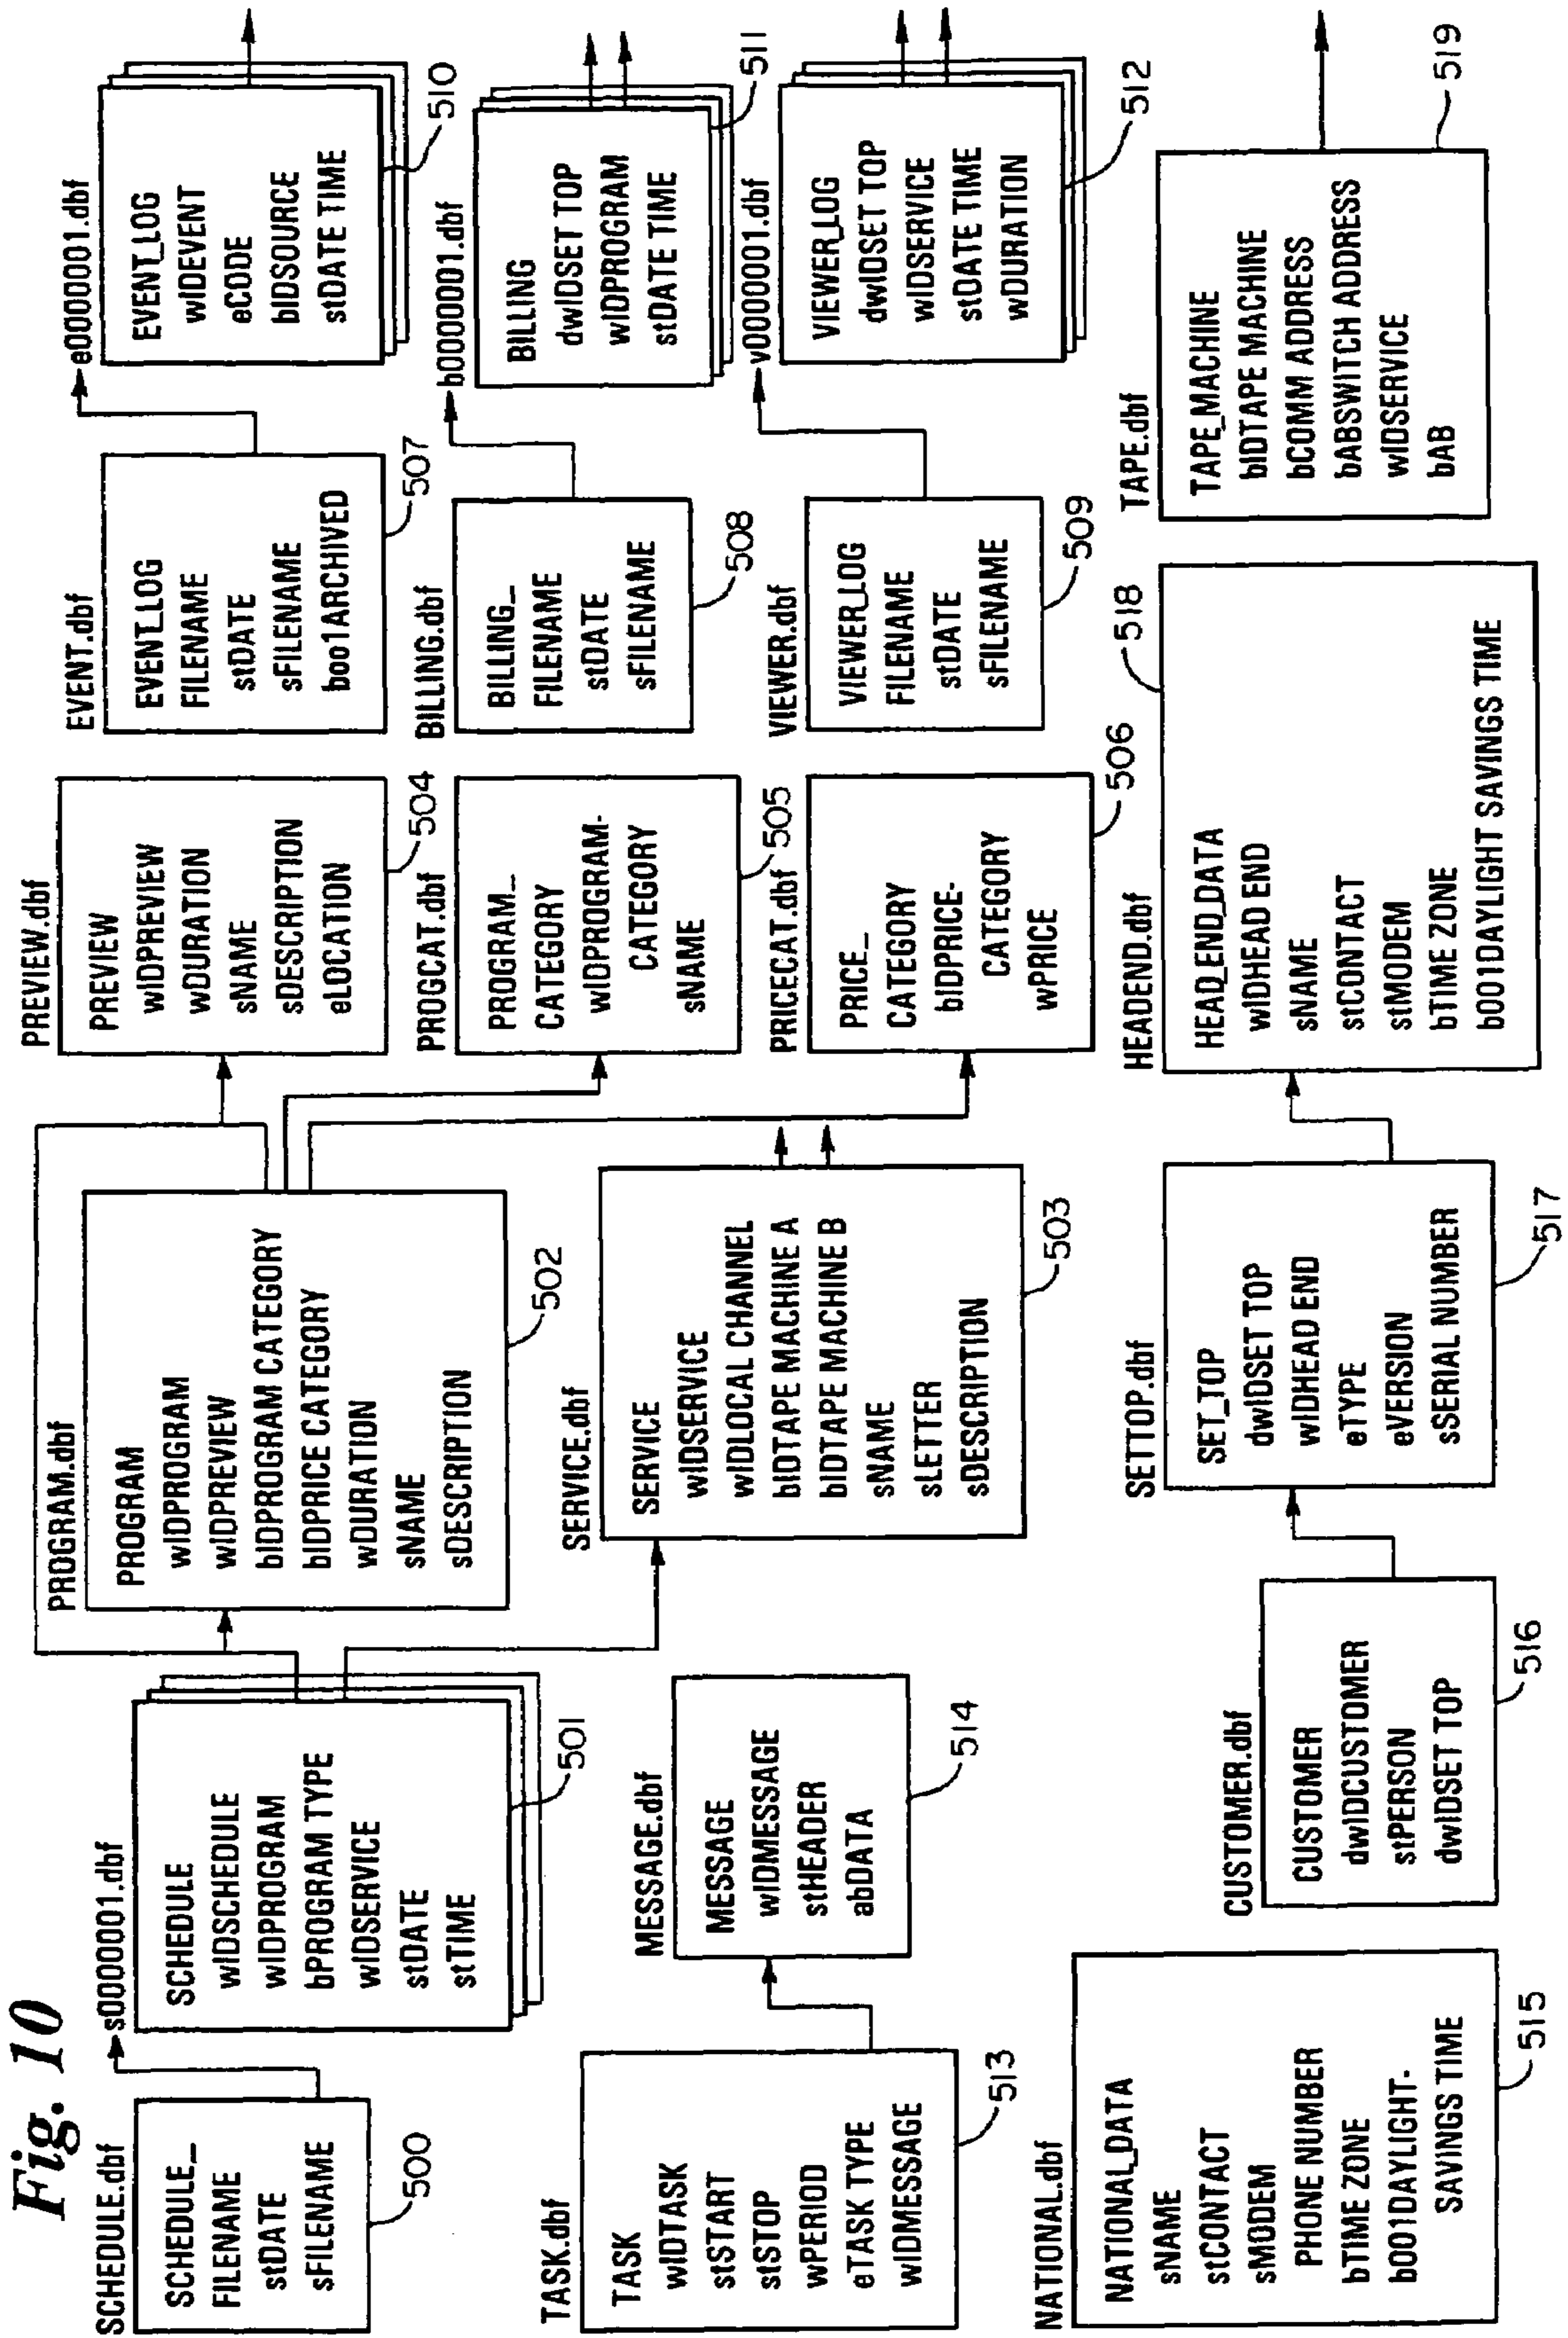 Fig. 10
SCHEDULE.dbf
SCHEDULE_
FILENAME
stDATE
sFILENAME
500
s0000001.dbf
SCHEDULE
wIDSCHEDULE
wIDPROGRAM
bPROGRAM TYPE
wIDSERVICE
stDATE
stTIME
501
PROGRAM.dbf
PROGRAM
wIDPROGRAM
wIDPREVIEW
bIDPROGRAM CATEGORY
bIDPRICE CATEGORY
wDURATION
sNAME
sDESCRIPTION
502
SERVICE.dbf
SERVICE
wIDSERVICE
wIDLOCAL CHANNEL
bIDTAPE MACHINE A
bIDTAPE MACHINE B
sNAME
sLETTER
sDESCRIPTION
503
PREVIEW.dbf
PREVIEW
wIDPREVIEW
wDURATION
sNAME
sDESCRIPTION
eLOCATION
504
PROGCAT.dbf
PROGRAM_
CATEGORY
wIDPROGRAM-
CATEGORY
sNAME
505
PRICECAT.dbf
PRICE_
CATEGORY
bIDPRICE-
CATEGORY
wPRICE
506
EVENT.dbf
EVENT_LOG
FILENAME
stDATE
sFILENAME
boo1ARCHIVED
507
BILLING.dbf
BILLING_
FILENAME
stDATE
sFILENAME
508
VIEWER.dbf
VIEWER_LOG
FILENAME
stDATE
sFILENAME
509
e0000001.dbf
EVENT_LOG
wIDEVENT
eCODE
bIDSOURCE
stDATE TIME
510
b0000001.dbf
BILLING
dwIDSET TOP
wIDPROGRAM
stDATE TIME
511
v0000001.dbf
VIEWER_LOG
dwIDSET TOP
wIDSERVICE
stDATE TIME
wDURATION
512
TASK.dbf
TASK
wIDTASK
stSTART
stSTOP
wPERIOD
eTASK TYPE
wIDMESSAGE
513
MESSAGE.dbf
MESSAGE
wIDMESSAGE
stHEADER
abDATA
514
NATIONAL.dbf
NATIONAL_DATA
sNAME
stCONTACT
sMODEM
PHONE NUMBER
bTIME ZONE
b001DAYLIGHT-
SAVINGS TIME
515
CUSTOMER.dbf
CUSTOMER
dwIDCUSTOMER
stPERSON
dwIDSET TOP
516
SETTOP.dbf
SET_TOP
dwIDSET TOP
wIDHEAD END
eTYPE
eVERSION
sSERIAL NUMBER
517
HEADEND.dbf
HEAD_END_DATA
wIDHEAD END
sNAME
stCONTACT
stMODEM
bTIME ZONE
b001DAYLIGHT SAVINGS TIME
518
TAPE.dbf
TAPE_MACHINE
bIDTAPE MACHINE
bCOMM ADDRESS
bABSWITCH ADDRESS
wIDSERVICE
bAB
519